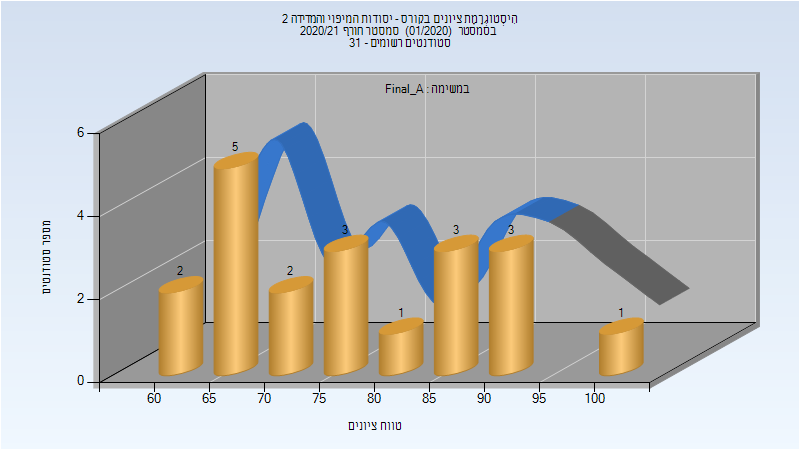 היסטוגרמת ציונים בקורס - יסודות המיפוי והמדידה 2
בסמסטר (01/2020) סמסטר חורף 2020/21
סטודנטים רשומים - 31
במשימה : Final_A
מספר סטודנטים
6
4
2
0
2
5
2
3
1
3
3
1
60 65 70 75 80 85 90 95 100
טווח ציונים